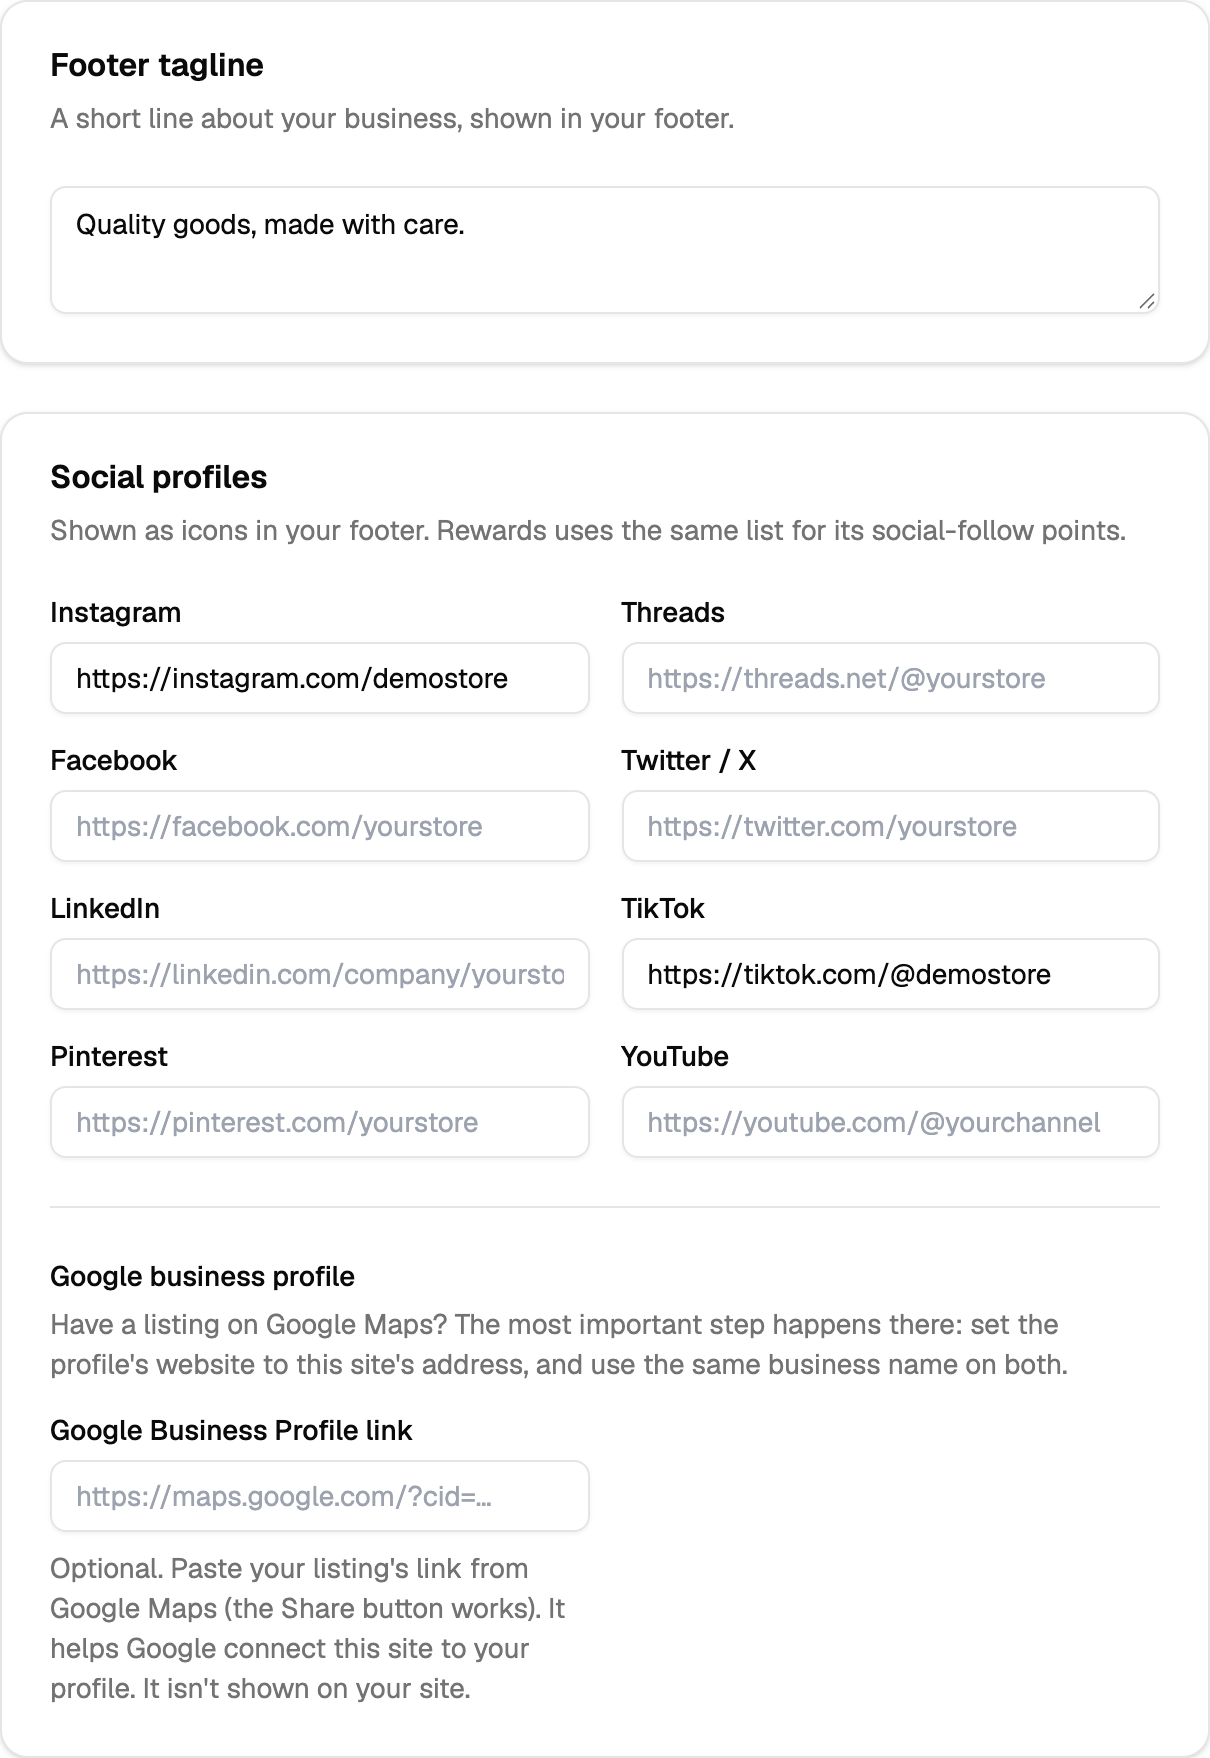 Footer tagline
A short line about your business, shown in your footer.
Quality goods, made with care.
Social profiles
Shown as icons in your footer. Rewards uses the same list for its social-follow points.
Instagram
https://instagram.com/demostore
Threads
https://threads.net/@yourstore
Facebook
https://facebook.com/yourstore
Twitter / X
https://twitter.com/yourstore
LinkedIn
https://linkedin.com/company/yoursto
TikTok
https://tiktok.com/@demostore
Pinterest
https://pinterest.com/yourstore
YouTube
https://youtube.com/@yourchannel
Google business profile
Have a listing on Google Maps? The most important step happens there: set the
profile's website to this site's address, and use the same business name on both.
Google Business Profile link
https://maps.google.com/?cid=...
Optional. Paste your listing's link from
Google Maps (the Share button works). It
helps Google connect this site to your
profile. It isn't shown on your site.